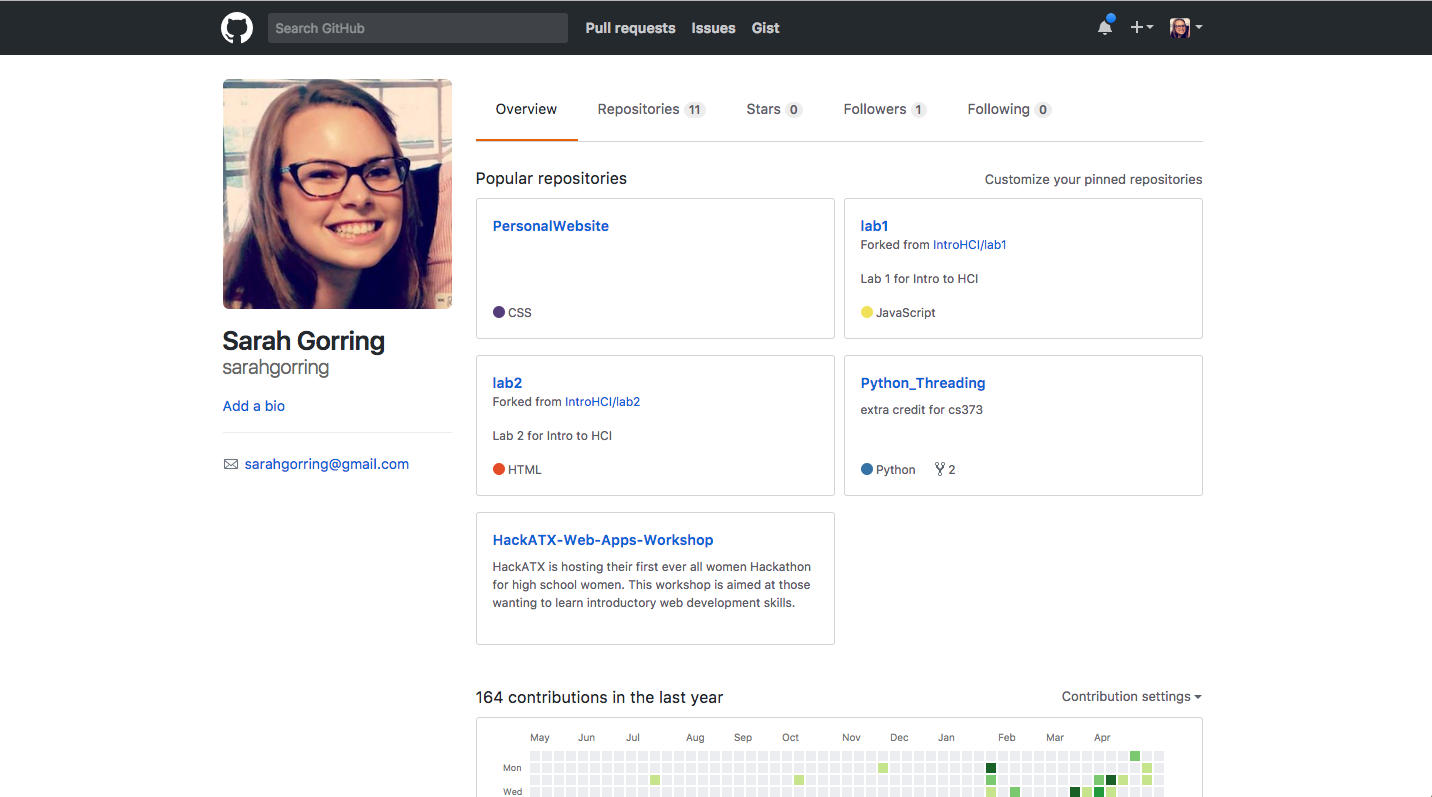 Search GitHub
Pull requests
Issues
Gist
Sarah Gorring
sarahgorring
Add a bio
sarahgorring@gmail.com
Overview
Repositories 11
Stars 0
Followers 1
Following 0
Popular repositories
Customize your pinned repositories
PersonalWebsite
CSS
lab1
Forked from IntroHCI/lab1
Lab 1 for Intro to HCI
JavaScript
lab2
Forked from IntroHCI/lab2
Lab 2 for Intro to HCI
HTML
Python_Threading
extra credit for cs373
Python 2
HackATX-Web-Apps-Workshop
HackATX is hosting their first ever all women Hackathon
for high school women. This workshop is aimed at those
wanting to learn introductory web development skills.
164 contributions in the last year
Contribution settings
May Jun Jul Aug Sep Oct Nov Dec Jan Feb Mar Apr
Mon
Wed